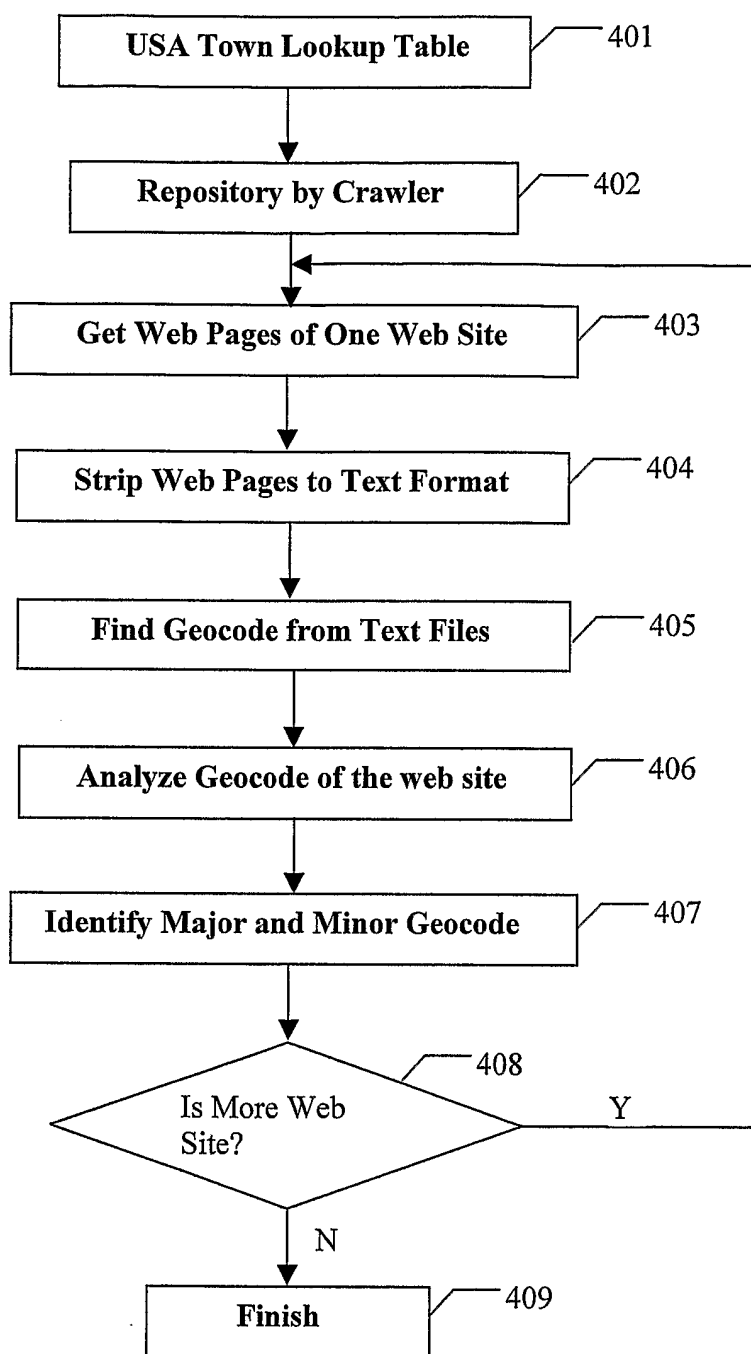 USA Town Lookup Table
401
Repository by Crawler
402
Get Web Pages of One Web Site
403
Strip Web Pages to Text Format
404
Find Geocode from Text Files
405
Analyze Geocode of the web site
406
Identify Major and Minor Geocode
407
408
Is More Web
Site?
Y
N
Finish
409